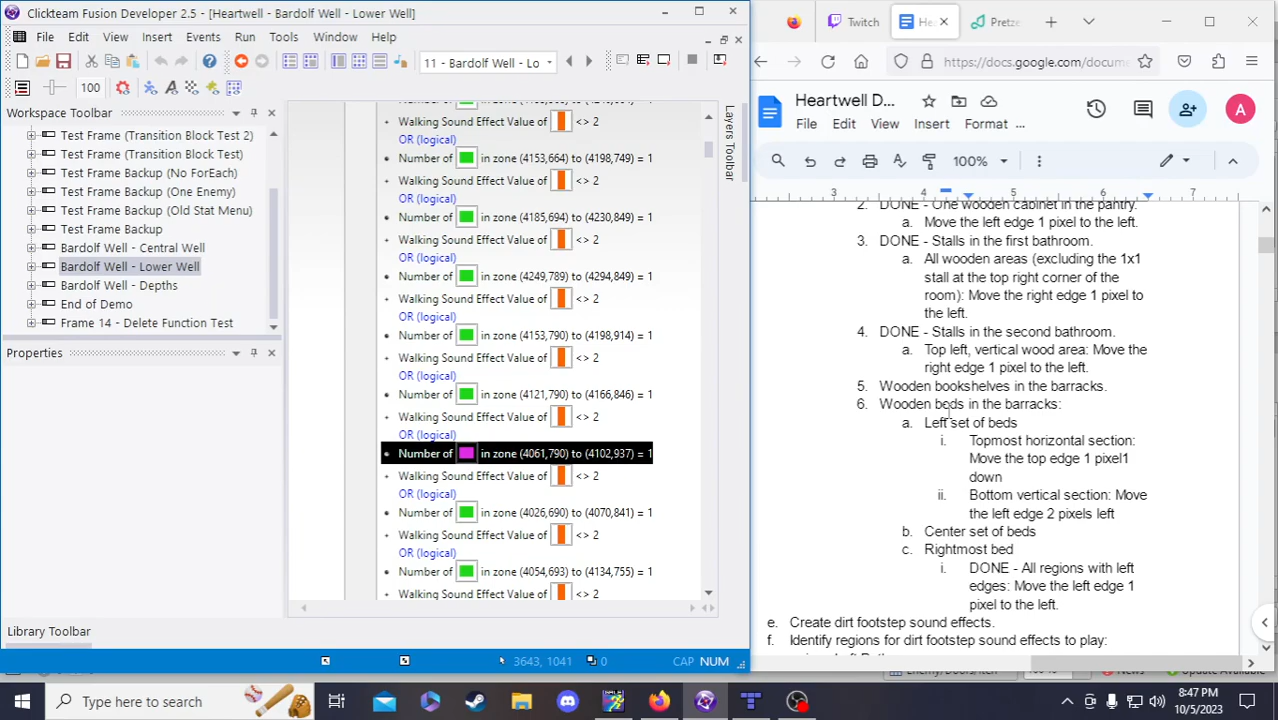 Clickteam Fusion Developer 2.5 - [Heartwell - Bardolf Well - Lower Well]
File Edit View Insert Events Run Tools Window Help
11 - Bardolf Well - Lo
100
Workspace Toolbar
Test Frame (Transition Block Test 2)
Test Frame (Transition Block Test)
Test Frame Backup (No ForEach)
Test Frame Backup (One Enemy)
Test Frame Backup (Old Stat Menu)
Test Frame Backup
Bardolf Well - Central Well
Bardolf Well - Lower Well
Bardolf Well - Depths
End of Demo
Frame 14 - Delete Function Test
Properties
Library Toolbar
Layers Toolbar
Walking Sound Effect Value of <> 2
OR (logical)
Number of in zone (4153,664) to (4198,749) = 1
Walking Sound Effect Value of <> 2
OR (logical)
Number of in zone (4185,694) to (4230,849) = 1
Walking Sound Effect Value of <> 2
OR (logical)
Number of in zone (4249,789) to (4294,849) = 1
Walking Sound Effect Value of <> 2
OR (logical)
Number of in zone (4153,790) to (4198,914) = 1
Walking Sound Effect Value of <> 2
OR (logical)
Number of in zone (4121,790) to (4166,846) = 1
Walking Sound Effect Value of <> 2
OR (logical)
Number of in zone (4061,790) to (4102,937) = 1
Walking Sound Effect Value of <> 2
OR (logical)
Number of in zone (4026,690) to (4070,841) = 1
Walking Sound Effect Value of <> 2
OR (logical)
Number of in zone (4054,693) to (4134,755) = 1
Walking Sound Effect Value of <> 2
3643, 1041 0 CAP NUM
Twitch He Pretze
https://docs.google.com/docum
Heartwell D...
File Edit View Insert Format ...
A
100%
3 4 5 6 7
2. DONE - One wooden cabinet in the pantry.
a. Move the left edge 1 pixel to the left.
3. DONE - Stalls in the first bathroom.
a. All wooden areas (excluding the 1x1
stall at the top right corner of the
room): Move the right edge 1 pixel to
the left.
4. DONE - Stalls in the second bathroom.
a. Top left, vertical wood area: Move the
right edge 1 pixel to the left.
5. Wooden bookshelves in the barracks.
6. Wooden beds in the barracks:
a. Left set of beds
i. Topmost horizontal section:
Move the top edge 1 pixel1
down
ii. Bottom vertical section: Move
the left edge 2 pixels left
b. Center set of beds
c. Rightmost bed
i. DONE - All regions with left
edges: Move the left edge 1
pixel to the left.
e. Create dirt footstep sound effects.
f. Identify regions for dirt footstep sound effects to play:
Type here to search
8:47 PM
10/5/2023